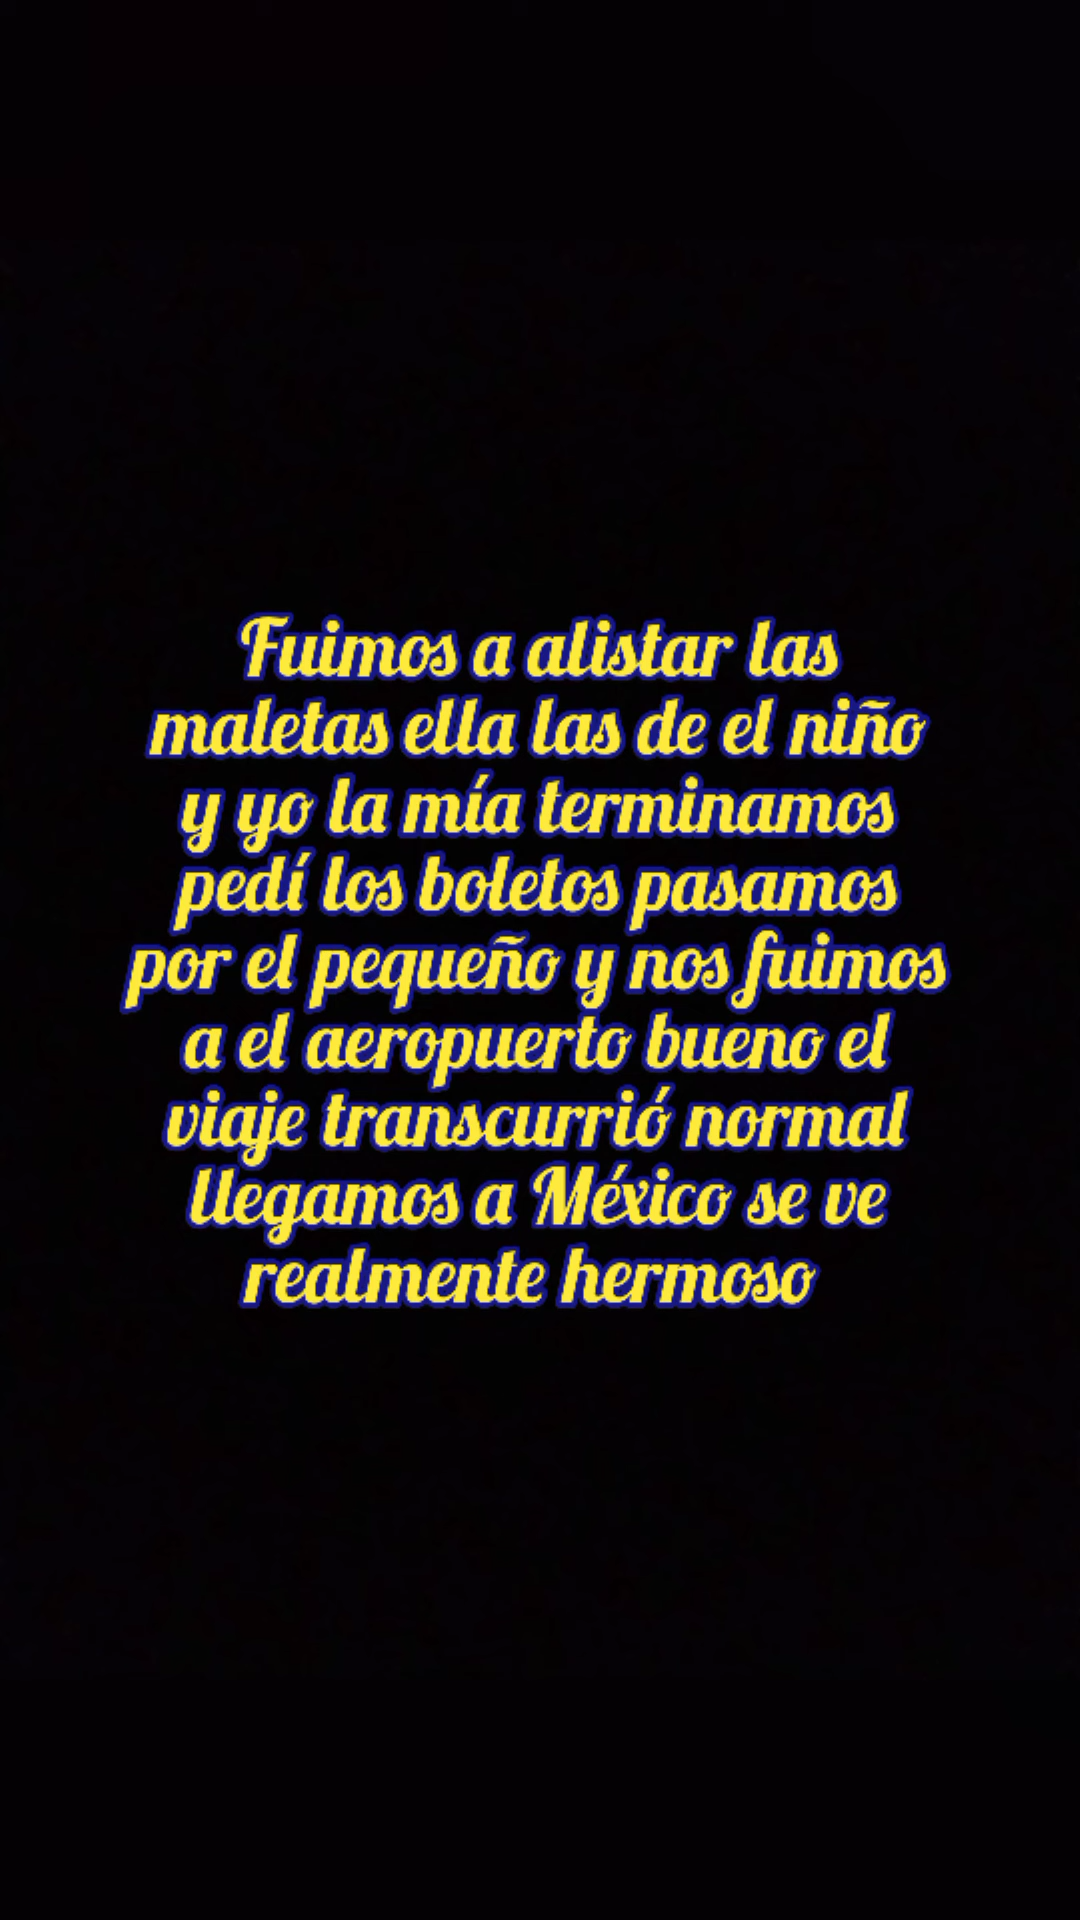 Fuimos a alistar las
maletas ella las de el niño
y yo la mía terminamos
pedí los boletos pasamos
por el pequeño y nos fuimos
a el aeropuerto bueno el
viaje transcurrió normal
llegamos a México se ve
realmente hermoso